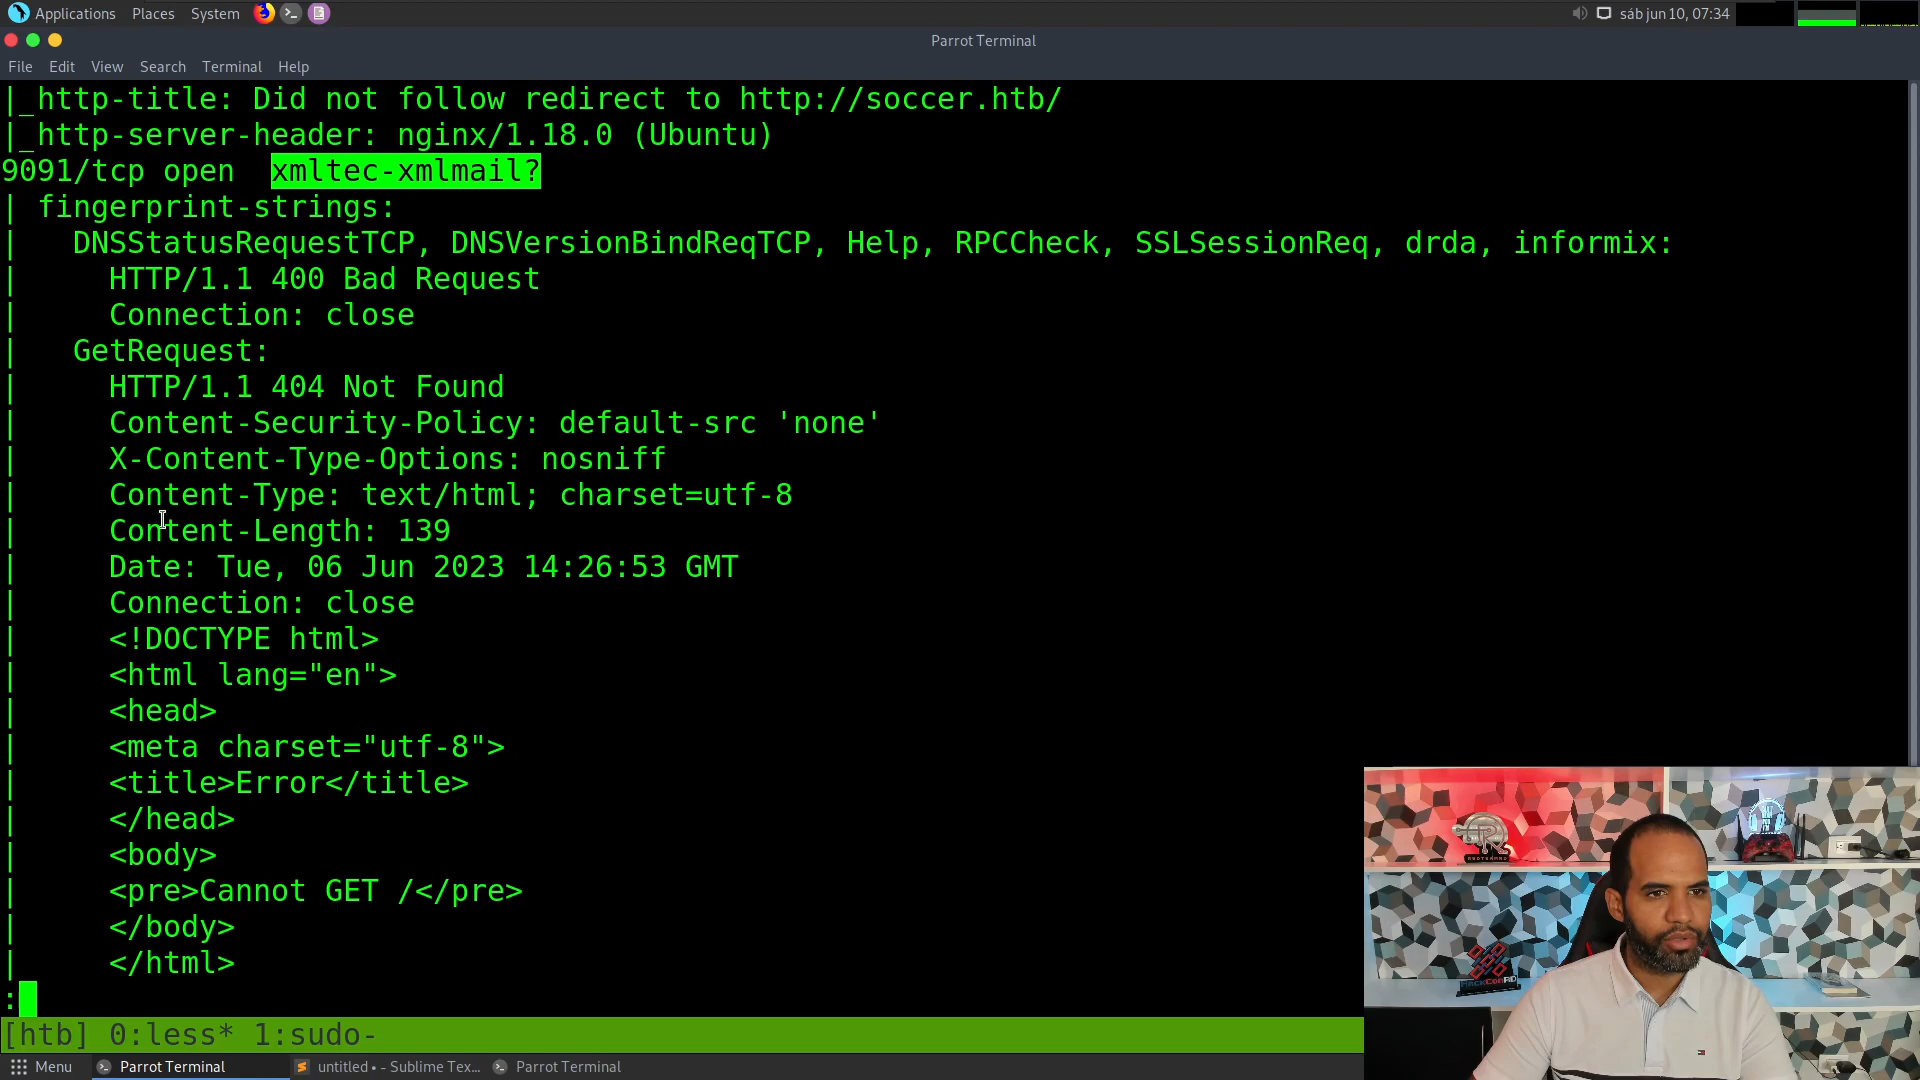 Applications Places System sáb jun 10, 07:34
Parrot Terminal
File Edit View Search Terminal Help
|_http-title: Did not follow redirect to http://soccer.htb/
|_http-server-header: nginx/1.18.0 (Ubuntu)
9091/tcp open  xmltec-xmlmail?
| fingerprint-strings:
|   DNSStatusRequestTCP, DNSVersionBindReqTCP, Help, RPCCheck, SSLSessionReq, drda, informix:
|     HTTP/1.1 400 Bad Request
|     Connection: close
|   GetRequest:
|     HTTP/1.1 404 Not Found
|     Content-Security-Policy: default-src 'none'
|     X-Content-Type-Options: nosniff
|     Content-Type: text/html; charset=utf-8
|     Content-Length: 139
|     Date: Tue, 06 Jun 2023 14:26:53 GMT
|     Connection: close
|     <!DOCTYPE html>
|     <html lang="en">
|     <head>
|     <meta charset="utf-8">
|     <title>Error</title>
|     </head>
|     <body>
|     <pre>Cannot GET /</pre>
|     </body>
|     </html>
:
[htb] 0:less* 1:sudo-
Menu Parrot Terminal untitled • - Sublime Tex... Parrot Terminal